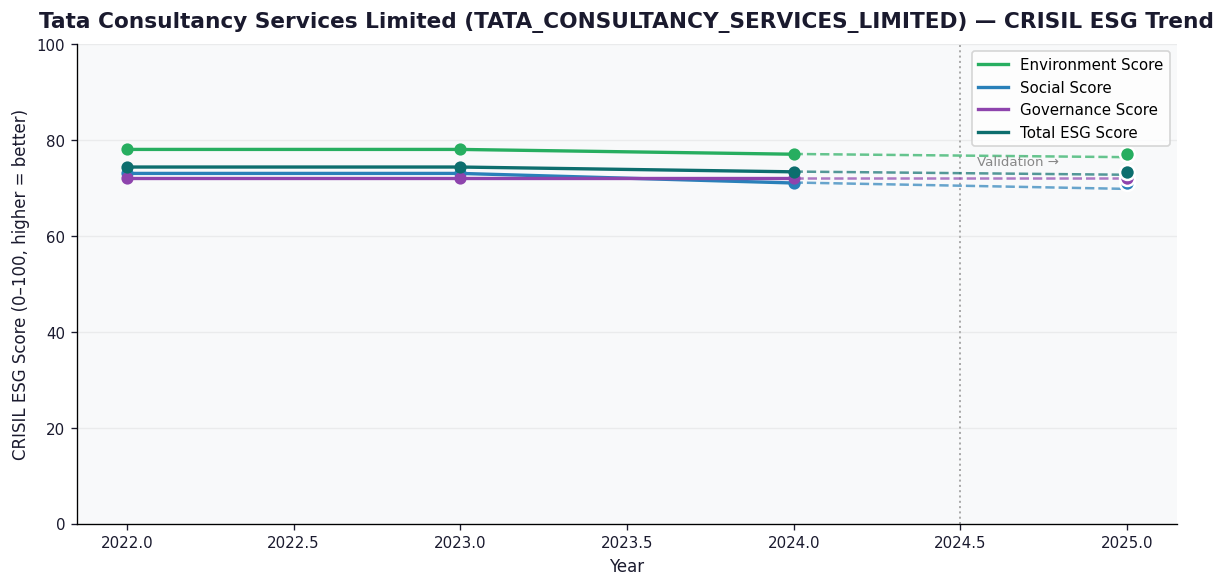 Tata Consultancy Services Limited (TATA_CONSULTANCY_SERVICES_LIMITED) — CRISIL ESG Trend
CRISIL ESG Score (0–100, higher = better)
100
80
60
40
20
0
Environment Score
Social Score
Governance Score
Total ESG Score
Validation →
2022.0
2022.5
2023.0
2023.5
2024.0
2024.5
2025.0
Year